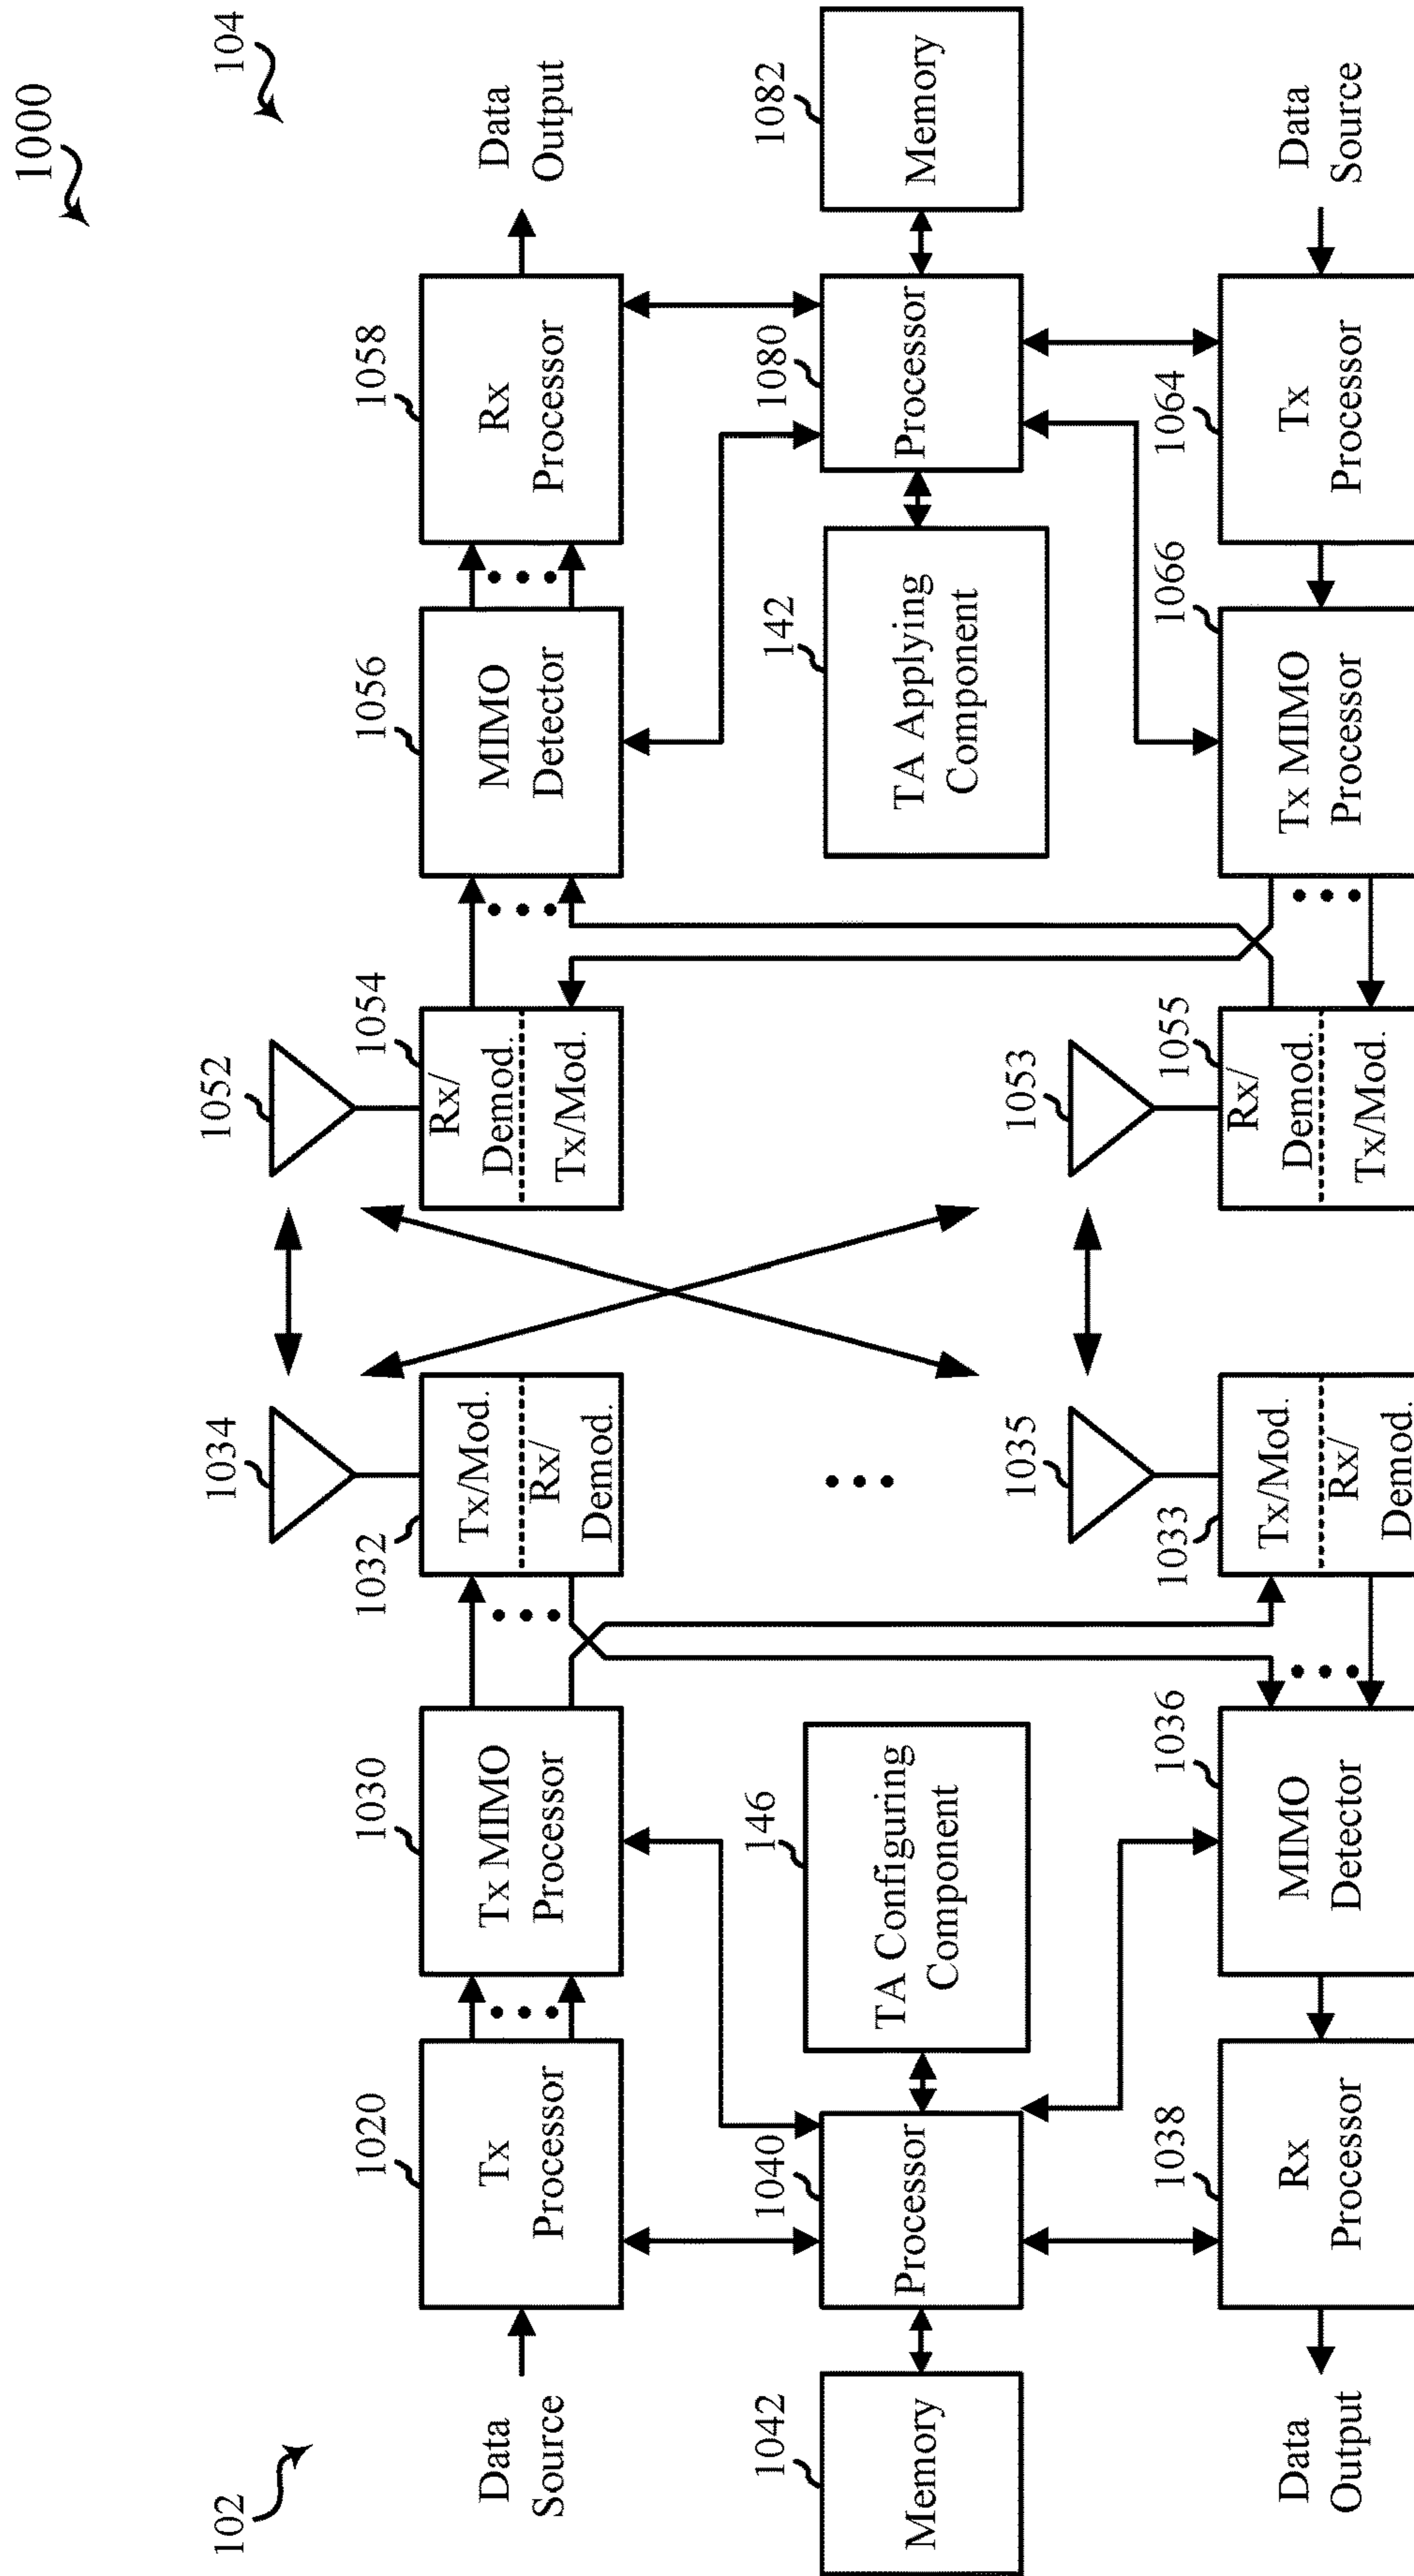 1000
102
104
1034
1052
1020
1030
1032
1054
1056
1058
Data
Source
Tx
Processor
Tx MIMO
Processor
Tx/Mod.
Rx/
Demod.
Rx/
Demod.
Tx/Mod.
MIMO
Detector
Rx
Processor
Data
Output
1042
1040
146
142
1080
1082
Memory
Processor
TA Configuring
Component
TA Applying
Component
Processor
Memory
1035
1053
1038
1036
1033
1055
1066
1064
Data
Output
Rx
Processor
MIMO
Detector
Tx/Mod.
Rx/
Demod.
Rx/
Demod.
Tx/Mod.
Tx MIMO
Processor
Tx
Processor
Data
Source